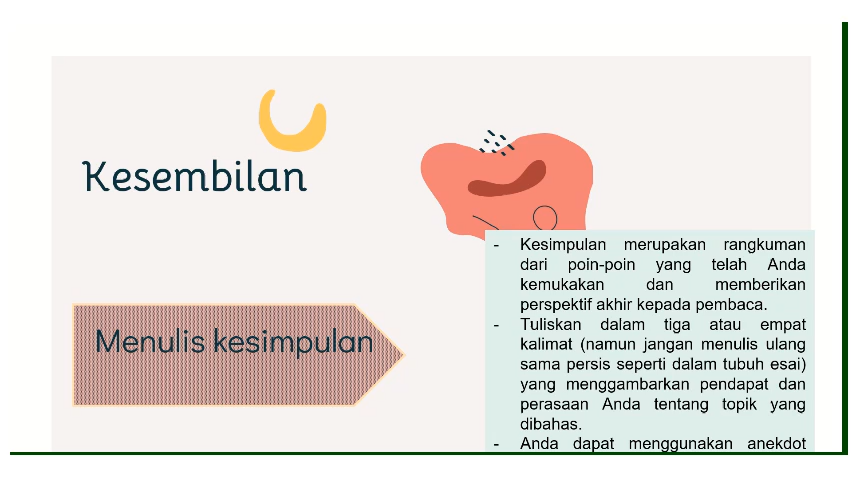 Kesembilan
Menulis kesimpulan
- Kesimpulan merupakan rangkuman
dari poin-poin yang telah Anda
kemukakan dan memberikan
perspektif akhir kepada pembaca.
- Tuliskan dalam tiga atau empat
kalimat (namun jangan menulis ulang
sama persis seperti dalam tubuh esai)
yang menggambarkan pendapat dan
perasaan Anda tentang topik yang
dibahas.
- Anda dapat menggunakan anekdot